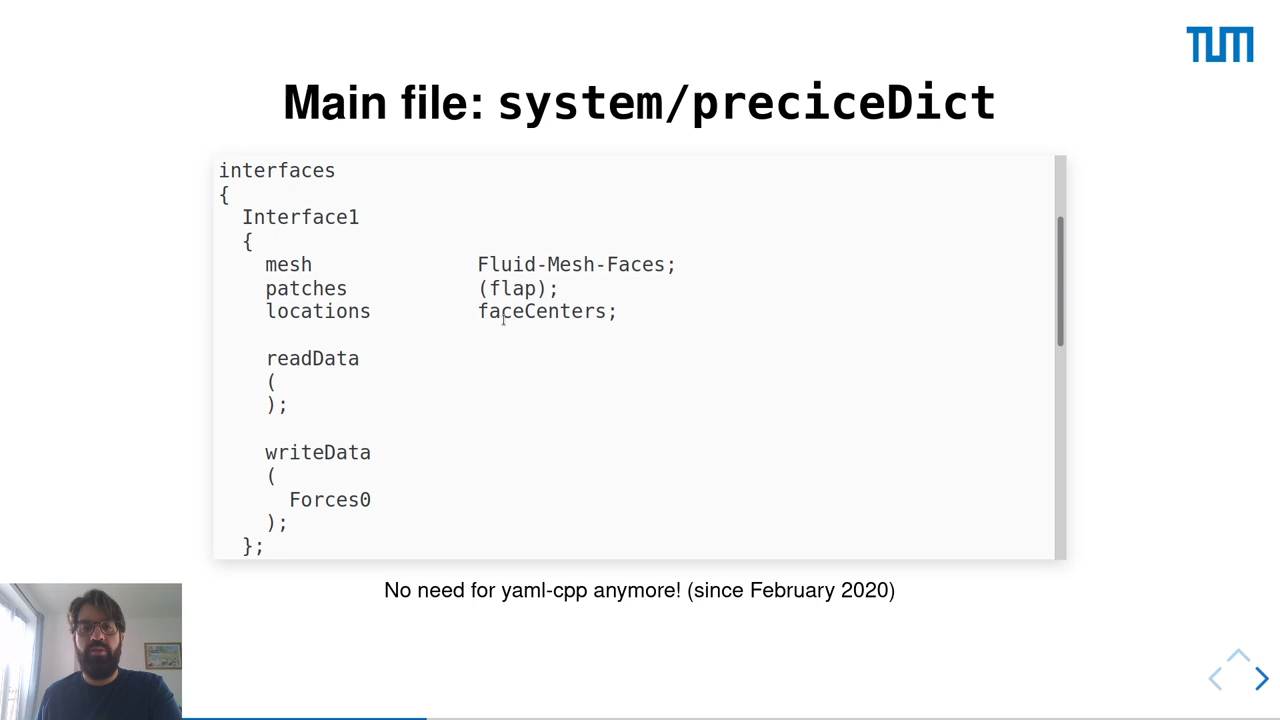 TUM
Main file: system/preciceDict
interfaces
{
Interface1
{
mesh Fluid-Mesh-Faces;
patches (flap);
locations faceCenters;
readData
(
);
writeData
(
Forces0
);
};
No need for yaml-cpp anymore! (since February 2020)